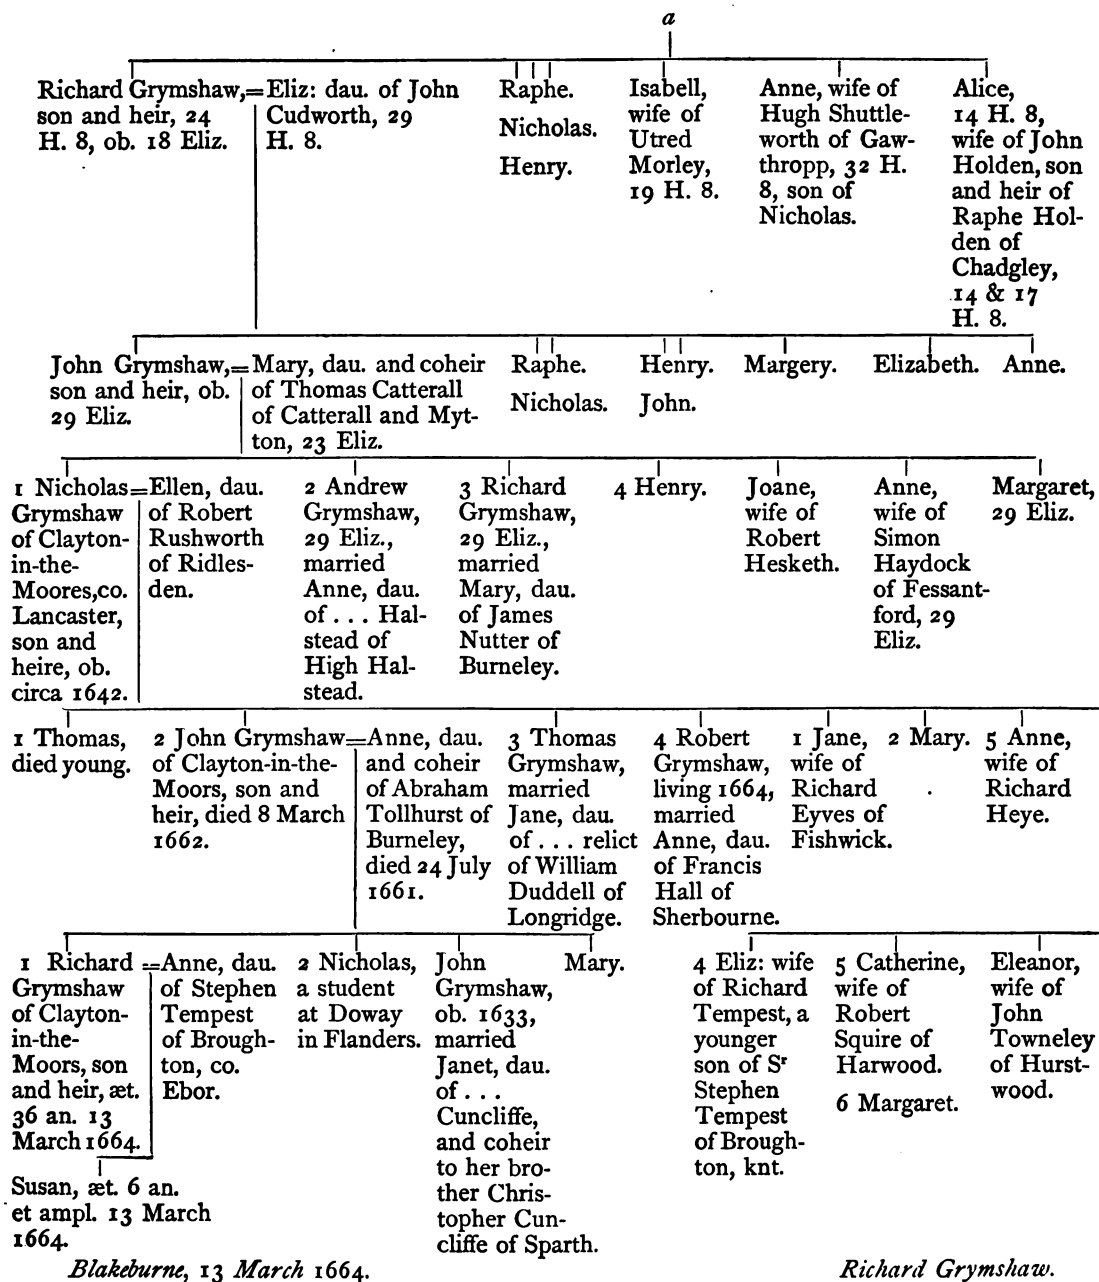 a
Richard Grymshaw,=
son and heir, 24
H. 8, ob. 18 Eliz.
Eliz: dau. of John
Cudworth, 29
H. 8.
Raphe.
Nicholas.
Henry.
Isabell,
wife of
Utred
Morley,
19 H. 8.
Anne, wife of
Hugh Shuttle-
worth of Gaw-
thropp, 32 H.
8, son of
Nicholas.
Alice,
14 H. 8,
wife of John
Holden, son
and heir of
Raphe Hol-
den of
Chadgley,
14 & 17
H. 8.
John Grymshaw,=
son and heir, ob.
29 Eliz.
Mary, dau. and coheir
of Thomas Catterall
of Catterall and Myt-
ton, 23 Eliz.
Raphe.
Nicholas.
Henry.
John.
Margery.
Elizabeth.
Anne.
1 Nicholas=
Grymshaw
of Clayton-
in-the-
Moores,co.
Lancaster,
son and
heire, ob.
circa 1642.
Ellen, dau.
of Robert
Rushworth
of Ridles-
den.
2 Andrew
Grymshaw,
29 Eliz.,
married
Anne, dau.
of . . . Hal-
stead of
High Hal-
stead.
3 Richard
Grymshaw,
29 Eliz.,
married
Mary, dau.
of James
Nutter of
Burneley.
4 Henry.
Joane,
wife of
Robert
Hesketh.
Anne,
wife of
Simon
Haydock
of Fessant-
ford, 29
Eliz.
Margaret,
29 Eliz.
1 Thomas,
died young.
2 John Grymshaw=
of Clayton-in-the-
Moors, son and
heir, died 8 March
1662.
Anne, dau.
and coheir
of Abraham
Tollhurst of
Burneley,
died 24 July
1661.
3 Thomas
Grymshaw,
married
Jane, dau.
of . . . relict
of William
Duddell of
Longridge.
4 Robert
Grymshaw,
living 1664,
married
Anne, dau.
of Francis
Hall of
Sherbourne.
1 Jane,
wife of
Richard
Eyves of
Fishwick.
2 Mary.
5 Anne,
wife of
Richard
Heye.
1 Richard =
Grymshaw
of Clayton-
in-the-
Moors, son
and heir, æt.
36 an. 13
March 1664.
Anne, dau.
of Stephen
Tempest
of Brough-
ton, co.
Ebor.
2 Nicholas,
a student
at Doway
in Flanders.
John
Grymshaw,
ob. 1633,
married
Janet, dau.
of . . .
Cuncliffe,
and coheir
to her bro-
ther Chris-
topher Cun-
cliffe of Sparth.
Mary.
4 Eliz: wife
of Richard
Tempest, a
younger
son of Sr
Stephen
Tempest
of Brough-
ton, knt.
5 Catherine,
wife of
Robert
Squire of
Harwood.
6 Margaret.
Eleanor,
wife of
John
Towneley
of Hurst-
wood.
Susan, æt. 6 an.
et ampl. 13 March
1664.
Blakeburne, 13 March 1664.
Richard Grymshaw.